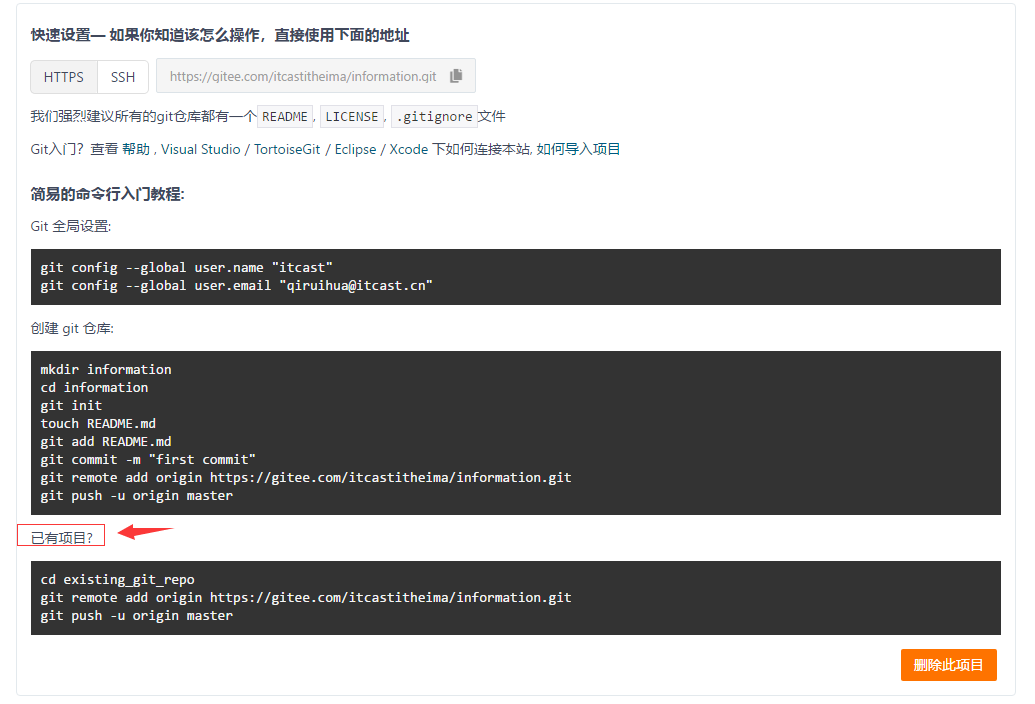 快速设置— 如果你知道该怎么操作，直接使用下面的地址
HTTPS SSH https://gitee.com/itcastitheima/information.git
我们强烈建议所有的git仓库都有一个 README , LICENSE , .gitignore 文件
Git入门？查看 帮助 , Visual Studio / TortoiseGit / Eclipse / Xcode 下如何连接本站, 如何导入项目
简易的命令行入门教程:
Git 全局设置:
git config --global user.name "itcast"
git config --global user.email "qiruihua@itcast.cn"
创建 git 仓库:
mkdir information
cd information
git init
touch README.md
git add README.md
git commit -m "first commit"
git remote add origin https://gitee.com/itcastitheima/information.git
git push -u origin master
已有项目?
cd existing_git_repo
git remote add origin https://gitee.com/itcastitheima/information.git
git push -u origin master
删除此项目